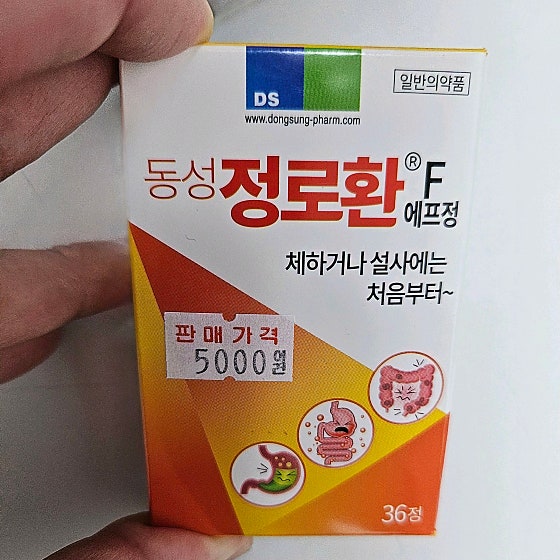 DS
www.dongsung-pharm.com
일반의약품
동성 정로환® F
에프정
체하거나 설사에는
처음부터~
판매가격
5000원
36정